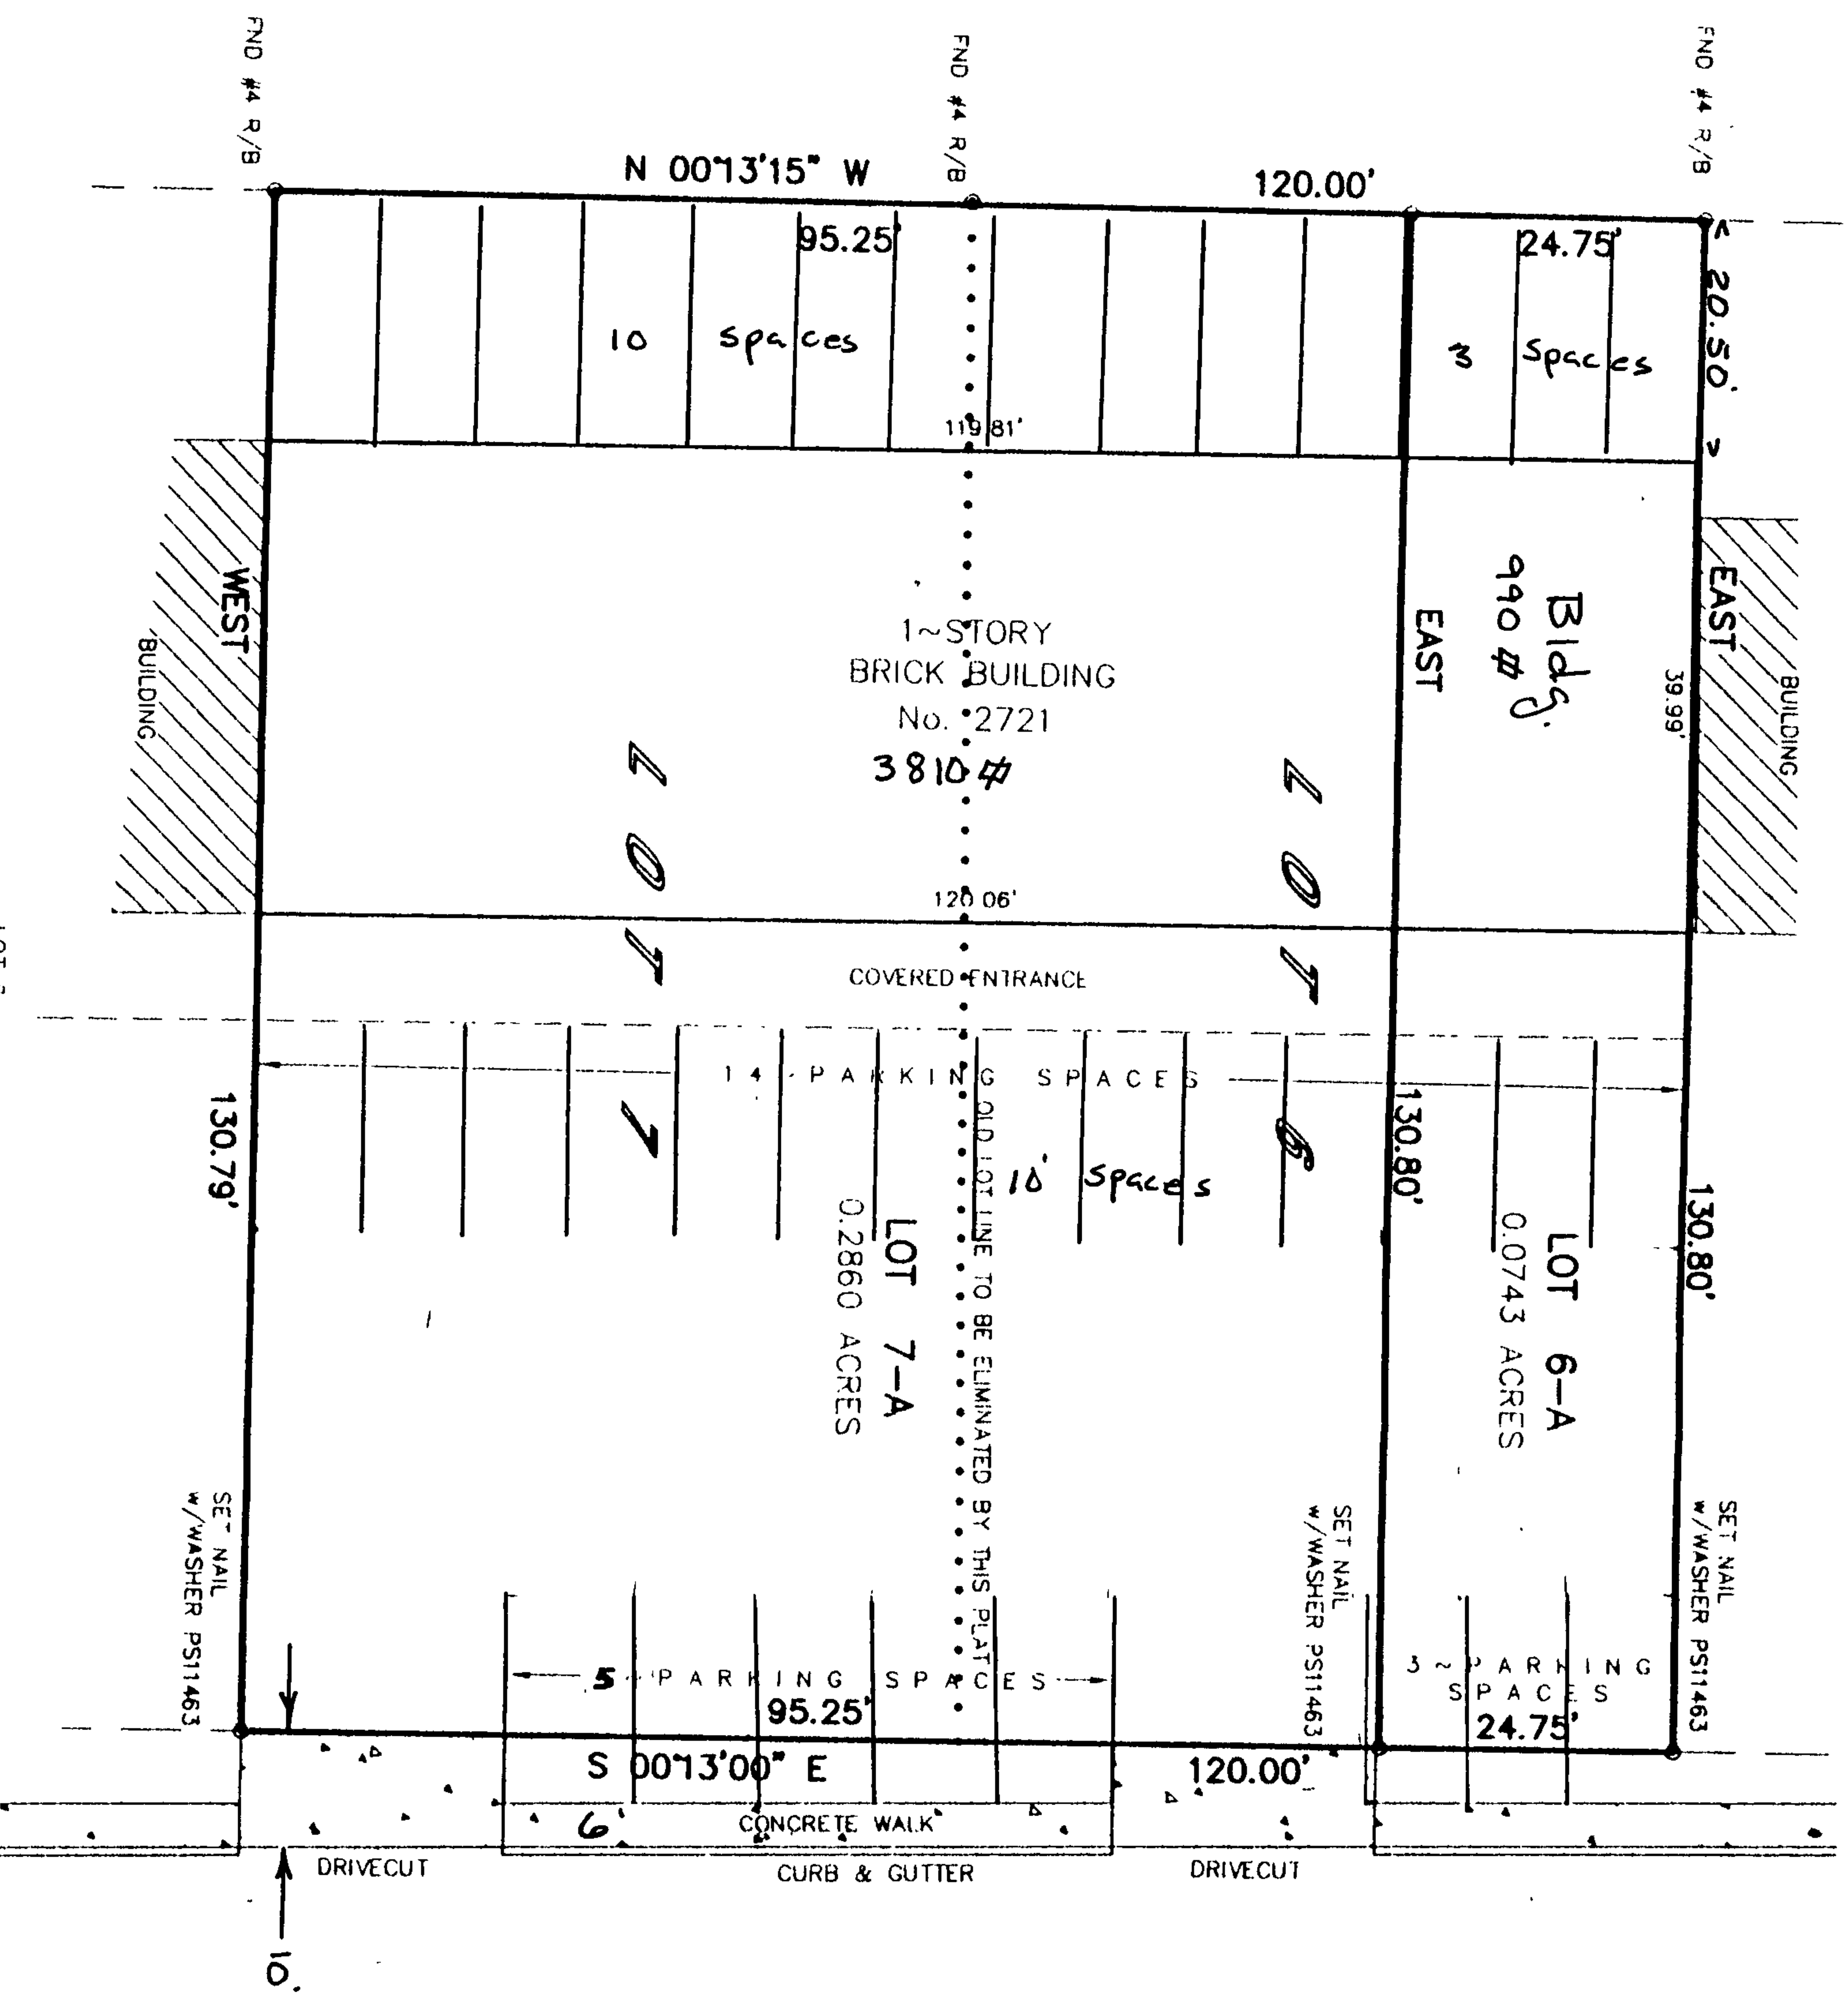 FND #4 R/B
FND #4 R/B
FND #4 R/B
N 00°13'15" W
120.00'
95.25'
24.75'
20.50'
10 spaces
3 spaces
119.81'
WEST
BUILDING
1~STORY
BRICK BUILDING
No. 2721
3810
EAST
Bldg.
990
EAST
39.99'
BUILDING
LOT 7
LOT 6
120.06'
COVERED ENTRANCE
14 PARKING SPACES
10' spaces
130.79'
130.80'
130.80'
OLD LOT LINE TO BE ELIMINATED BY THIS PLAT
LOT 7-A
0.2860 ACRES
LOT 6-A
0.0743 ACRES
SET NAIL
w/WASHER PS11463
SET NAIL
w/WASHER PS11463
SET NAIL
w/WASHER PS11463
5 PARKING SPACES
3~PARKING
SPACES
95.25'
24.75'
S 00°13'00" E
120.00'
6'
CONCRETE WALK
DRIVECUT
CURB & GUTTER
DRIVECUT
10'